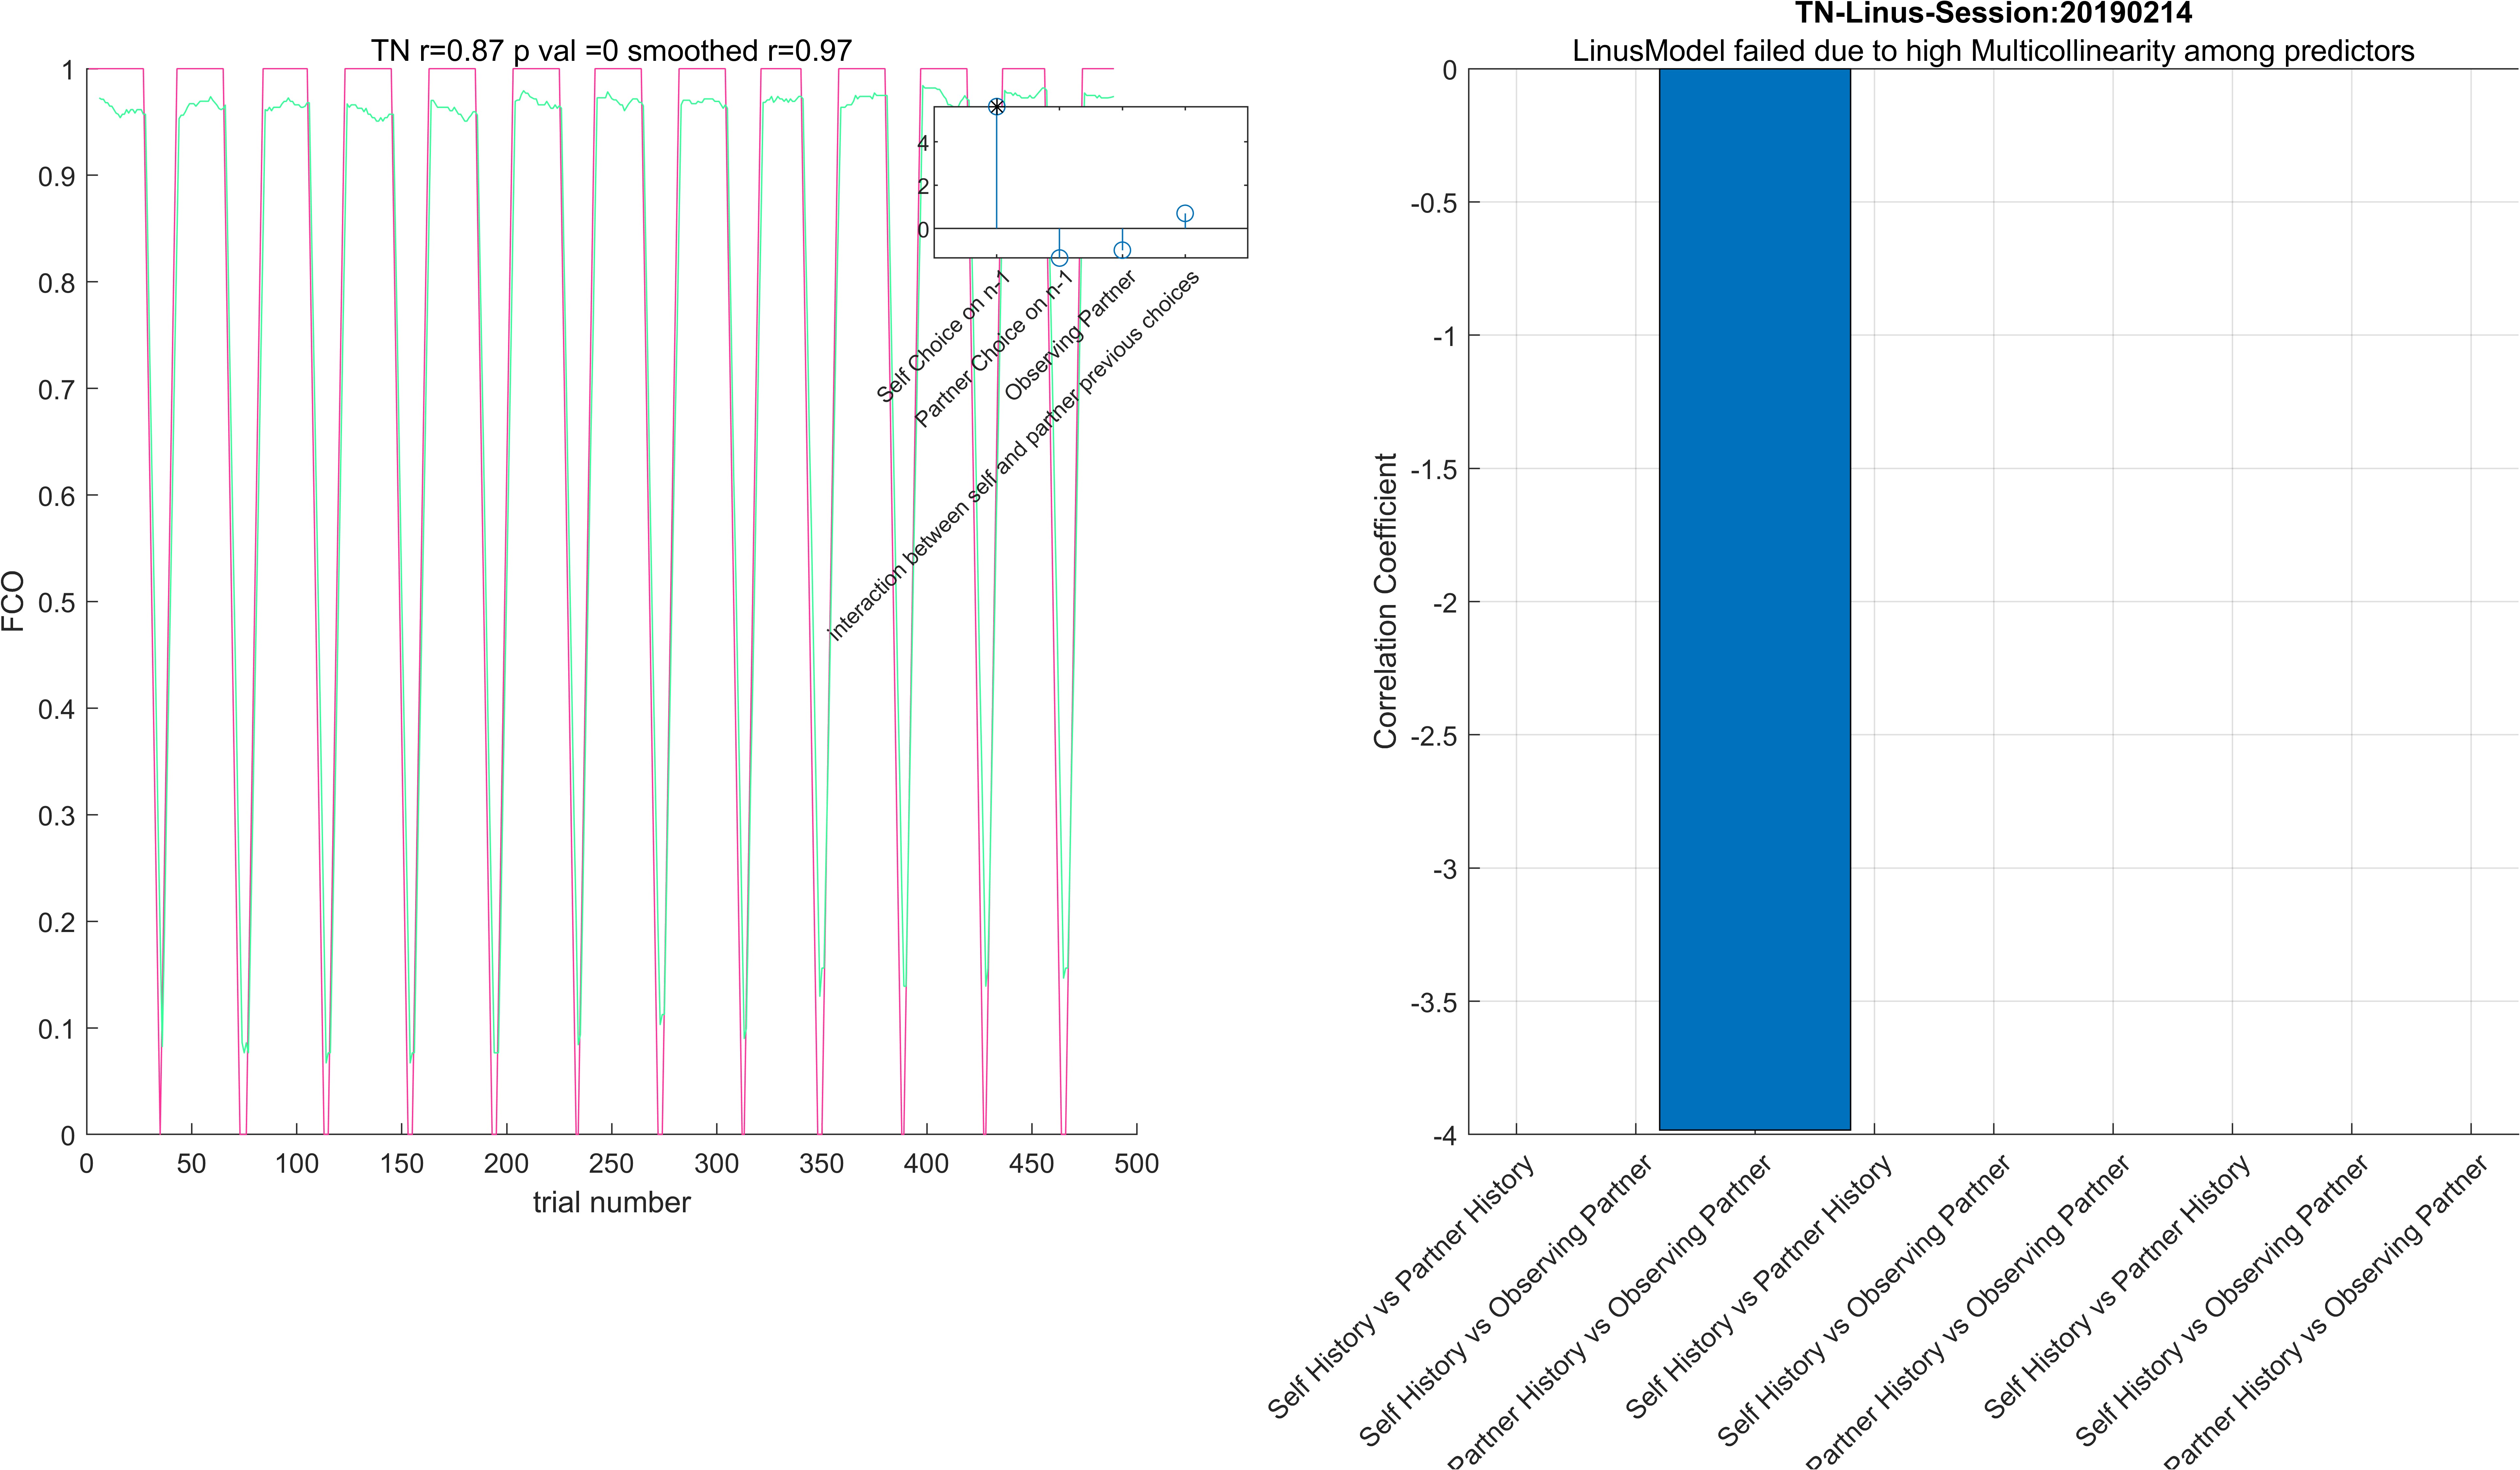 TN r=0.87 p val =0 smoothed r=0.97
1
0.9
0.8
0.7
0.6
0.5
0.4
0.3
0.2
0.1
0
FCO
0
50
100
150
200
250
300
350
400
450
500
trial number
4
2
0
Self Choice on n-1
Partner Choice on n-1
Observing Partner
interaction between self and partner previous choices
TN-Linus-Session:20190214
LinusModel failed due to high Multicollinearity among predictors
0
-0.5
-1
-1.5
-2
-2.5
-3
-3.5
-4
Correlation Coefficient
Self History vs Partner History
Self History vs Observing Partner
Partner History vs Observing Partner
Self History vs Partner History
Self History vs Observing Partner
Partner History vs Observing Partner
Self History vs Partner History
Self History vs Observing Partner
Partner History vs Observing Partner